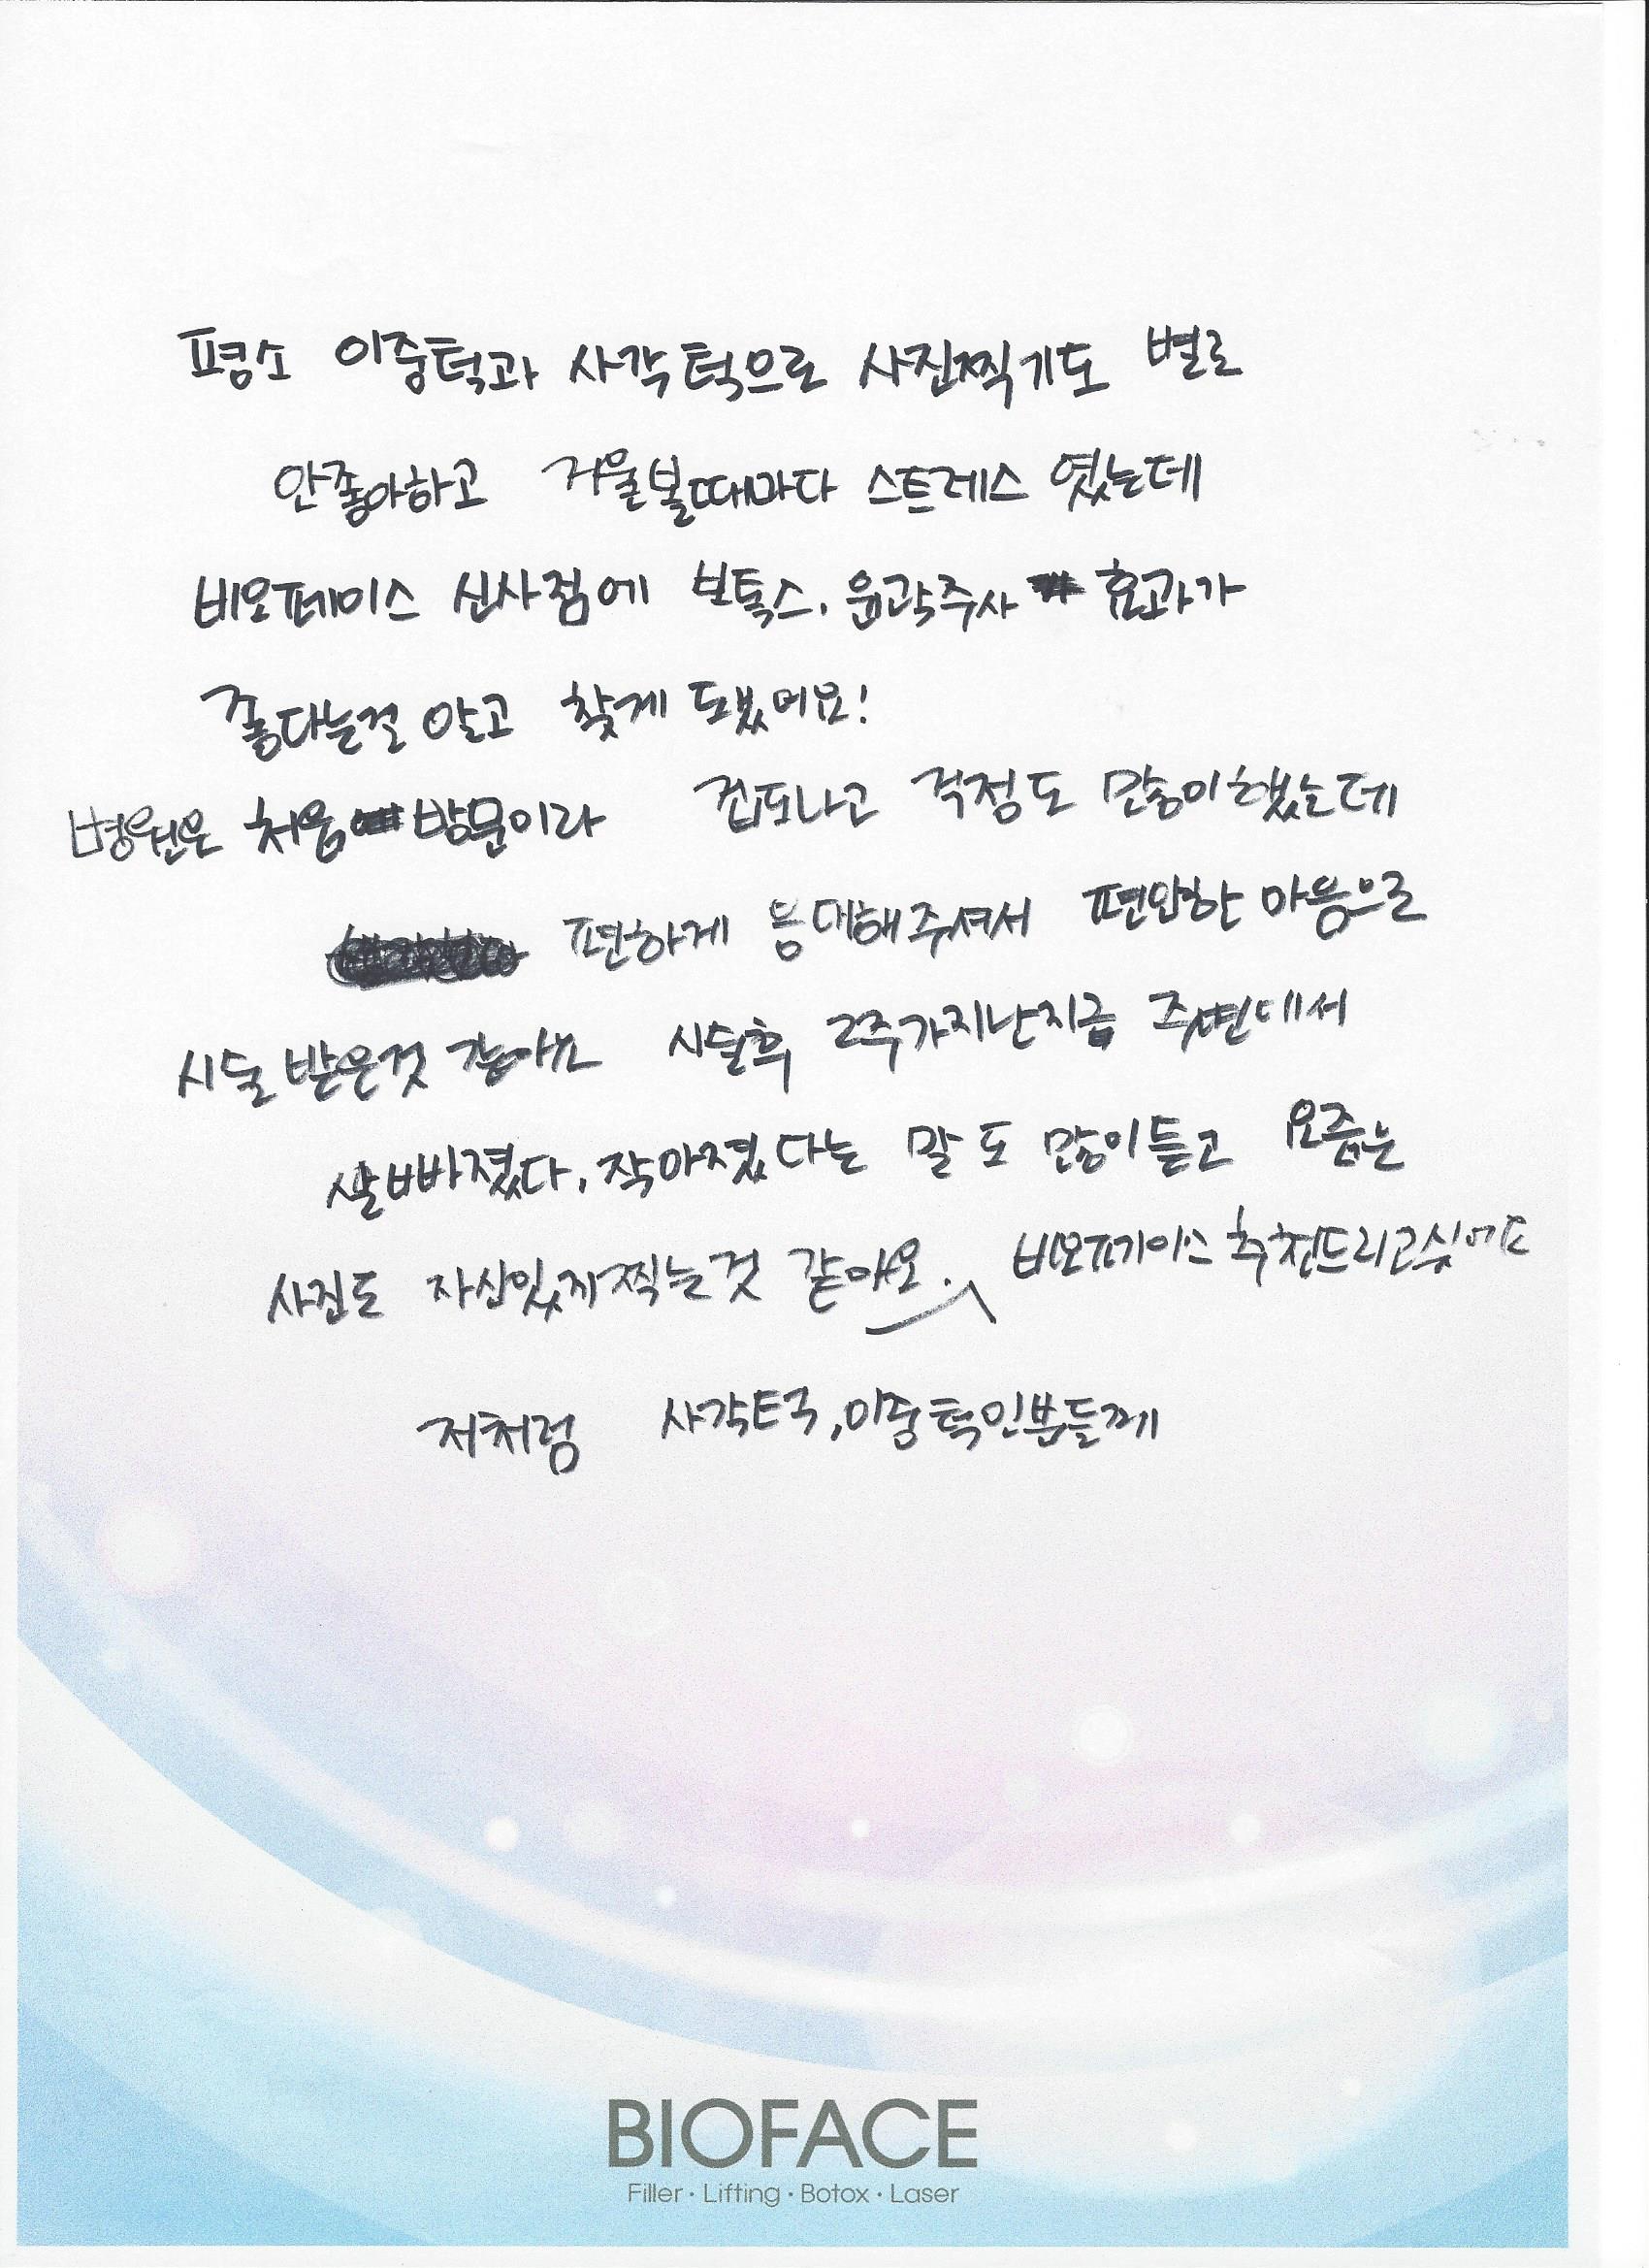 평소 이중턱과 사각턱으로 사진찍기도 별로
안좋아하고 거울볼때마다 스트레스 였는데
비오페이스 신사점에 보톡스, 윤곽주사 효과가
좋다는걸 알고 찾게 됐어요!
병원은 처음 방문이라 겁도나고 걱정도 많이했는데
편하게 응대해주셔서 편안한 마음으로
시술 받은것 같아요 시술후 2주가지난지금 주변에서
살빠졌다, 작아졌다는 말도 많이듣고 요즘는
사진도 자신있게찍는것 같아요. 비오페이스 추천드리고싶어요
저처럼 사각턱, 이중턱인분들께
BIOFACE
Filler · Lifting · Botox · Laser